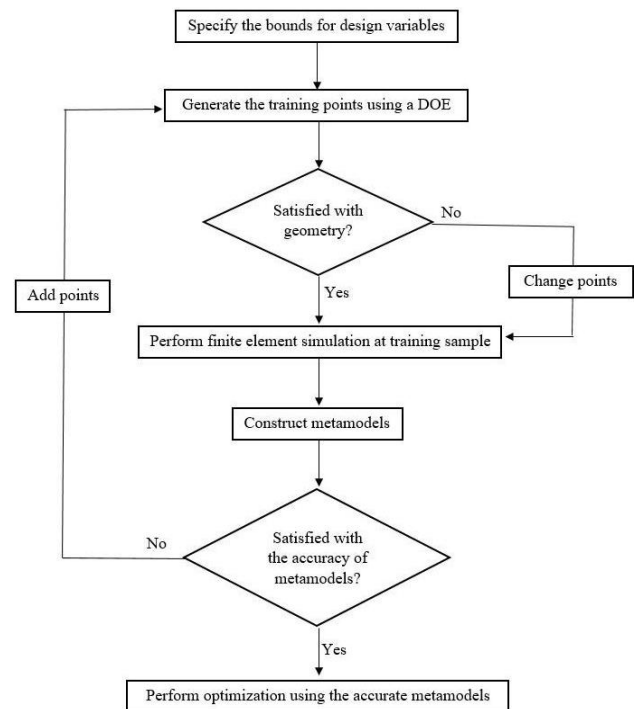 Specify the bounds for design variables
Generate the training points using a DOE
Satisfied with
geometry?
No
Change points
Yes
Add points
Perform finite element simulation at training sample
Construct metamodels
Satisfied with
the accuracy of
metamodels?
No
Yes
Perform optimization using the accurate metamodels